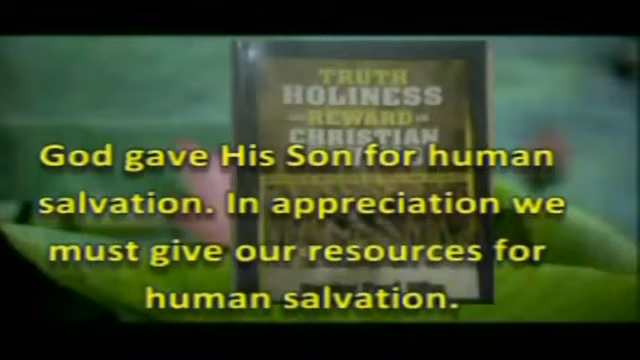 TRUTH
HOLINESS
REWARD
CHRISTIAN
God gave His Son for human
salvation. In appreciation we
must give our resources for
human salvation.